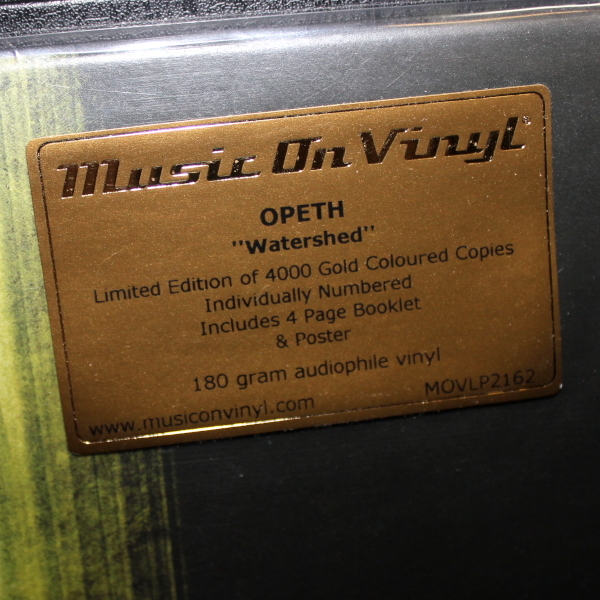 Music On Vinyl®
OPETH
"Watershed"
Limited Edition of 4000 Gold Coloured Copies
Individually Numbered
Includes 4 Page Booklet
& Poster
180 gram audiophile vinyl
www.musiconvinyl.com MOVLP2162